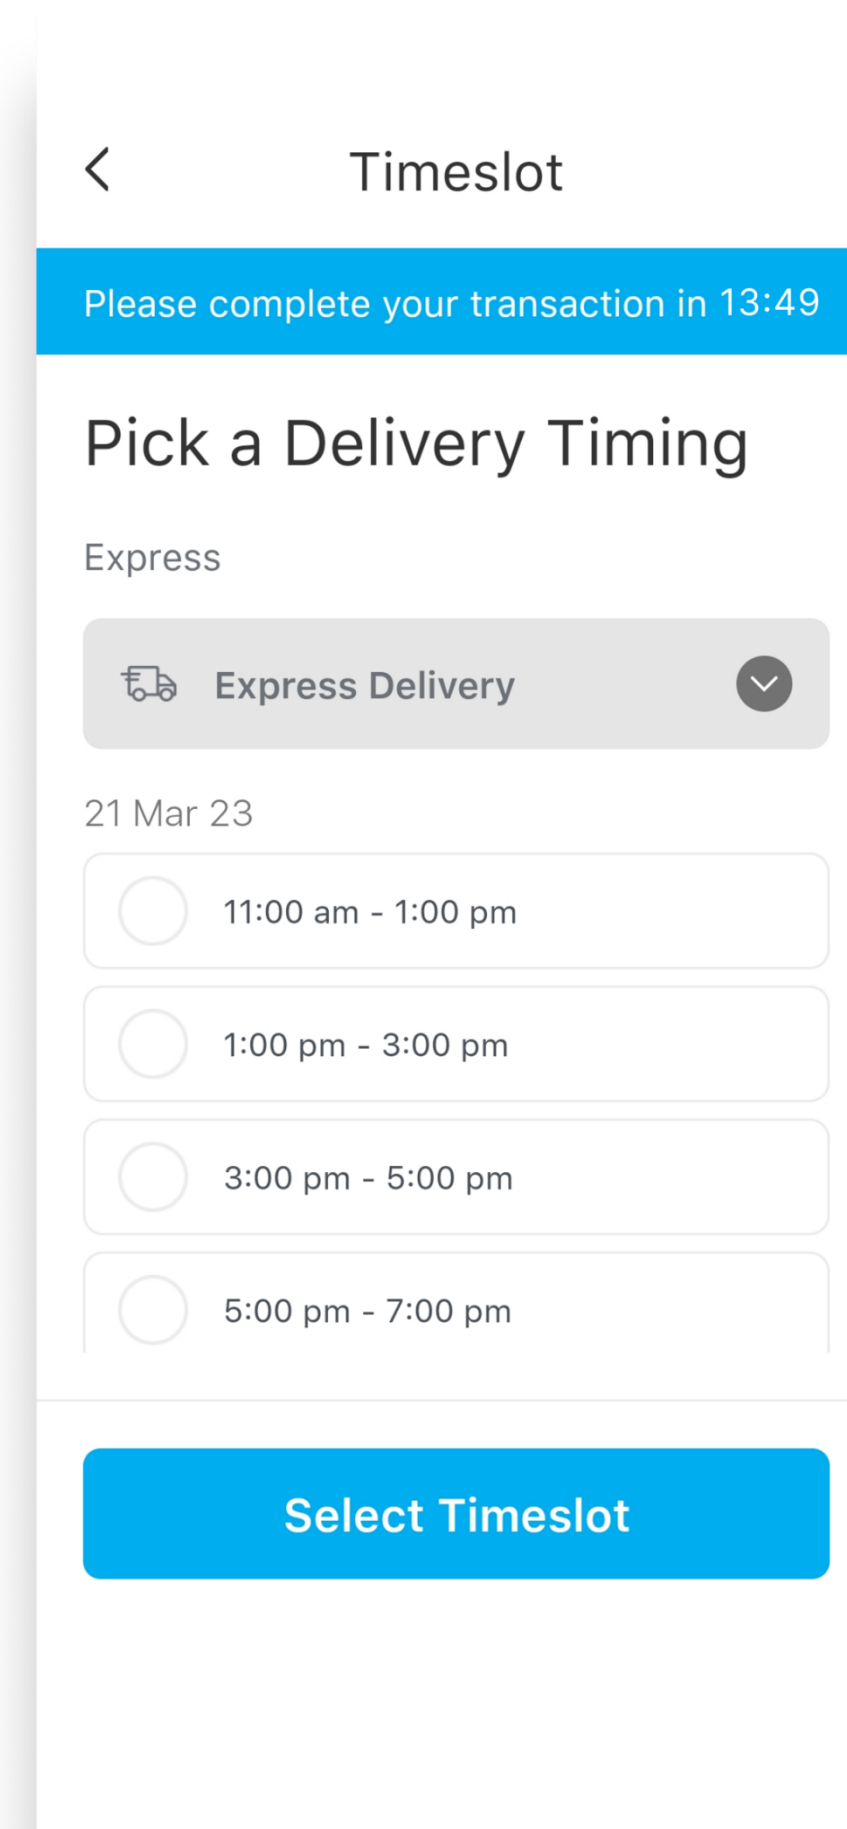 Timeslot
Please complete your transaction in 13:49
Pick a Delivery Timing
Express
Express Delivery
21 Mar 23
11:00 am - 1:00 pm
1:00 pm - 3:00 pm
3:00 pm - 5:00 pm
5:00 pm - 7:00 pm
Select Timeslot